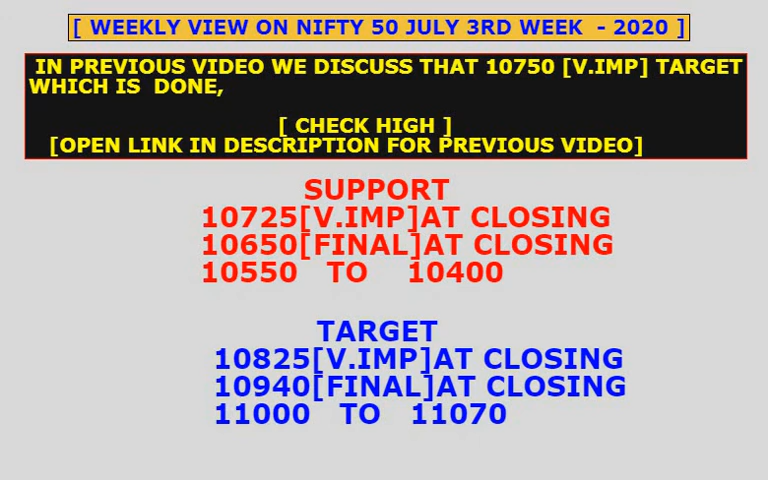 [ WEEKLY VIEW ON NIFTY 50 JULY 3RD WEEK - 2020 ]
IN PREVIOUS VIDEO WE DISCUSS THAT 10750 [V.IMP] TARGET
WHICH IS DONE,
[ CHECK HIGH ]
[OPEN LINK IN DESCRIPTION FOR PREVIOUS VIDEO]
SUPPORT
10725[V.IMP]AT CLOSING
10650[FINAL]AT CLOSING
10550 TO 10400
TARGET
10825[V.IMP]AT CLOSING
10940[FINAL]AT CLOSING
11000 TO 11070